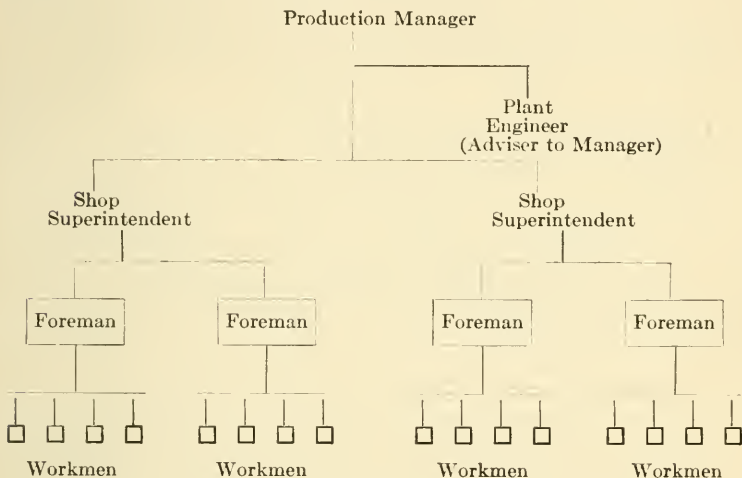 Production Manager
Plant
Engineer
(Adviser to Manager)
Shop
Superintendent
Shop
Superintendent
Foreman
Foreman
Foreman
Foreman
Workmen
Workmen
Workmen
Workmen